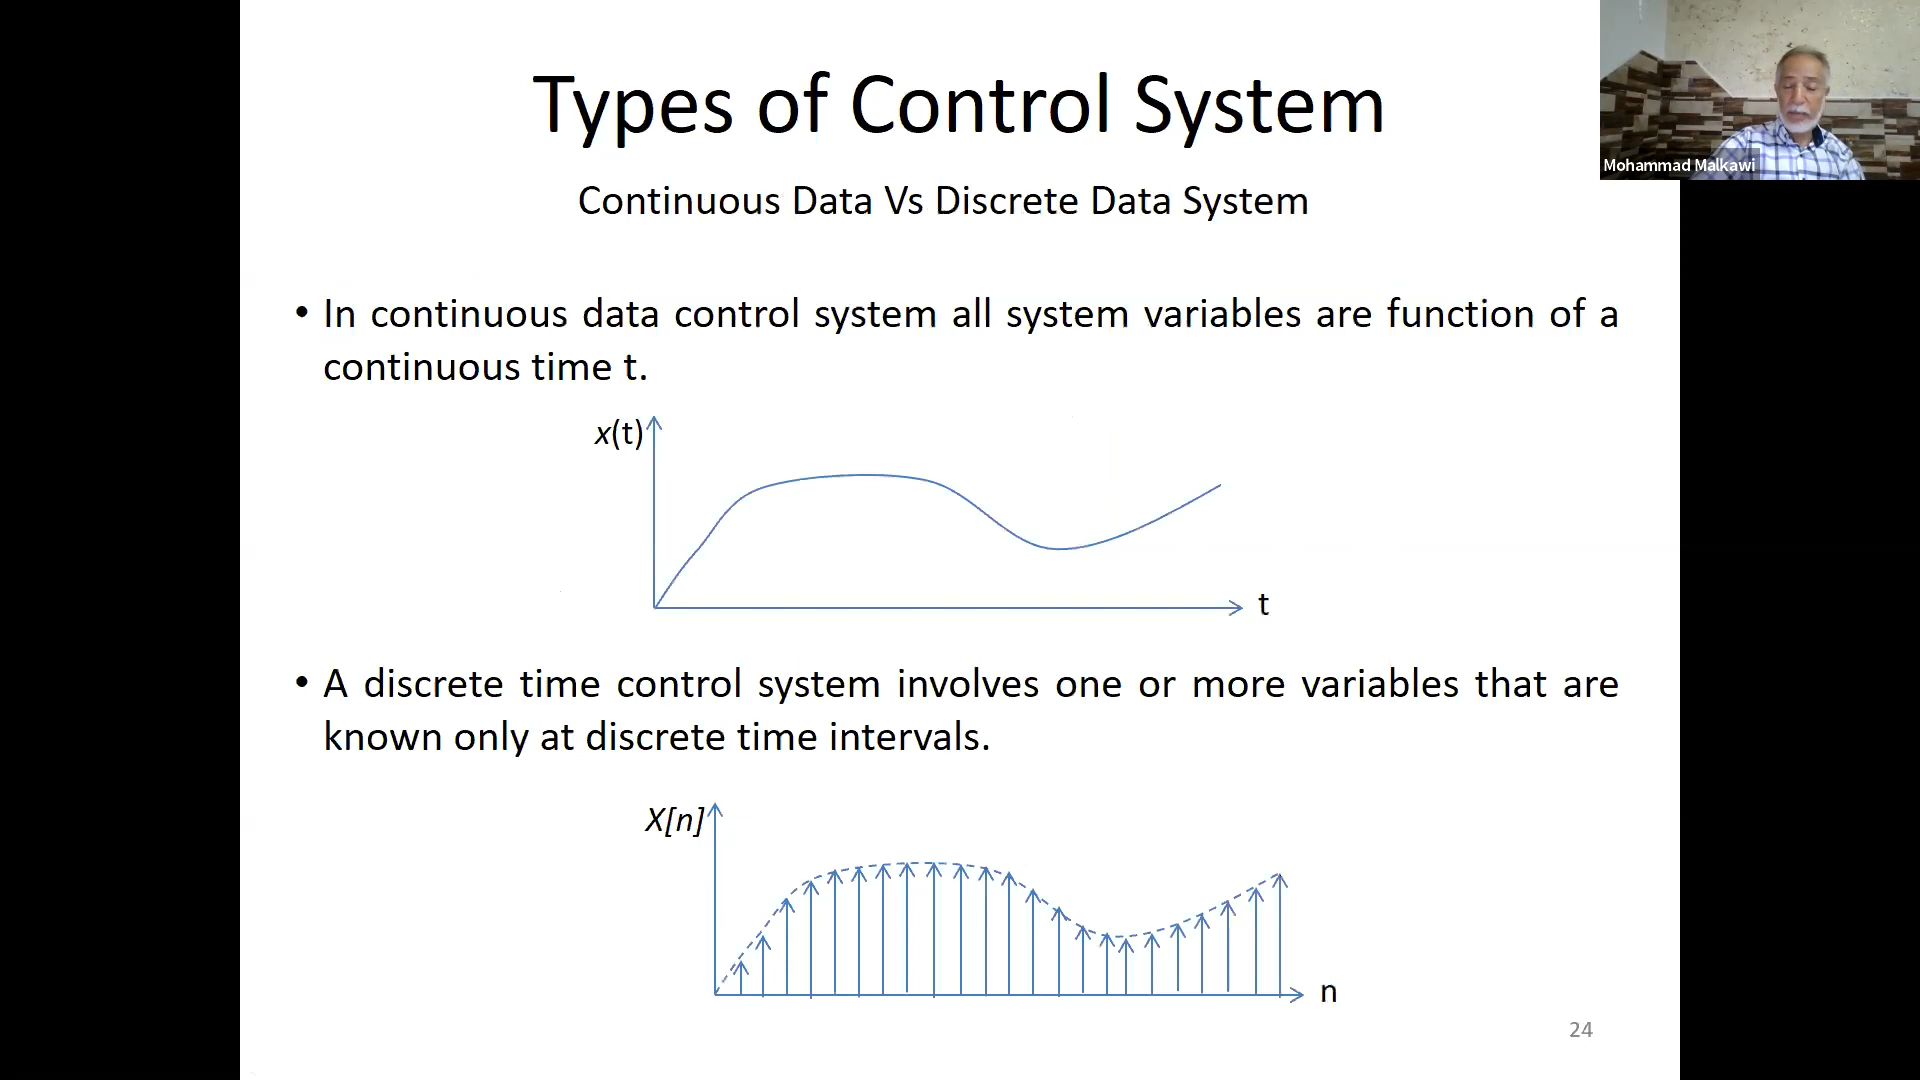 Types of Control System
Mohammad Malkawi
Continuous Data Vs Discrete Data System
• In continuous data control system all system variables are function of a
continuous time t.
x(t)
t
• A discrete time control system involves one or more variables that are
known only at discrete time intervals.
X[n]
n
24